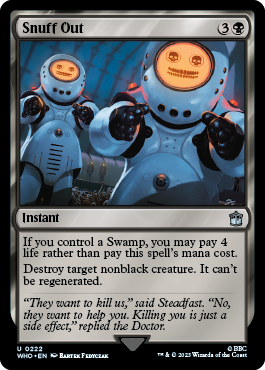 Snuff Out 3
Instant
If you control a Swamp, you may pay 4
life rather than pay this spell's mana cost.
Destroy target nonblack creature. It can't
be regenerated.
“They want to kill us,” said Steadfast. “No,
they want to help you. Killing you is just a
side effect,” replied the Doctor.
U 0222
WHO • EN Bartek Fedyczak
© BBC
™ & © 2023 Wizards of the Coast